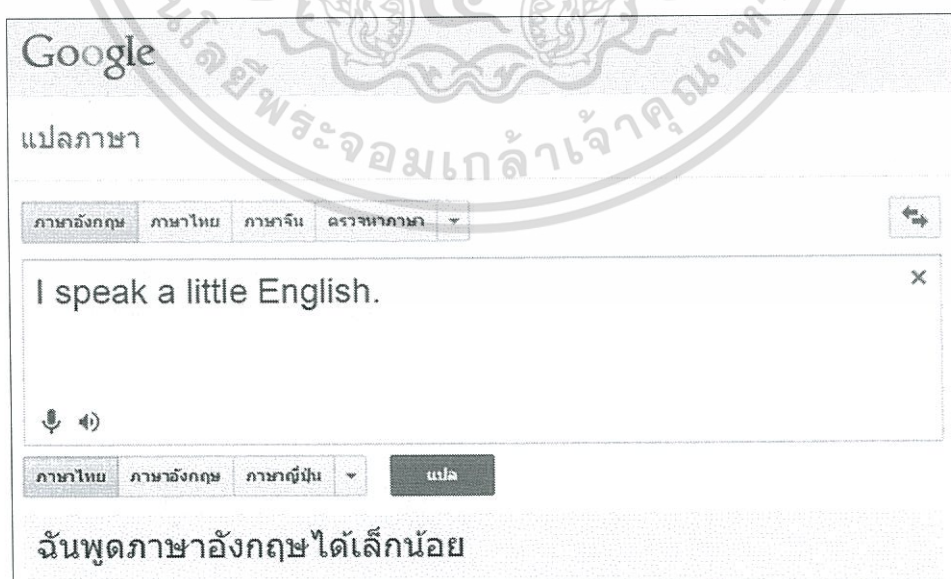 Google
แปลภาษา
ภาษาอังกฤษ ภาษาไทย ภาษาจีน ตรวจหาภาษา
I speak a little English.
ภาษาไทย ภาษาอังกฤษ ภาษาญี่ปุ่น แปล
ฉันพูดภาษาอังกฤษได้เล็กน้อย